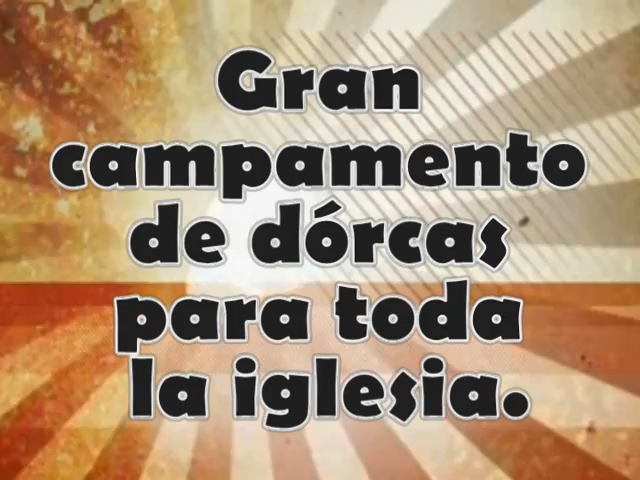 Gran
campamento
de dórcas
para toda
la iglesia.